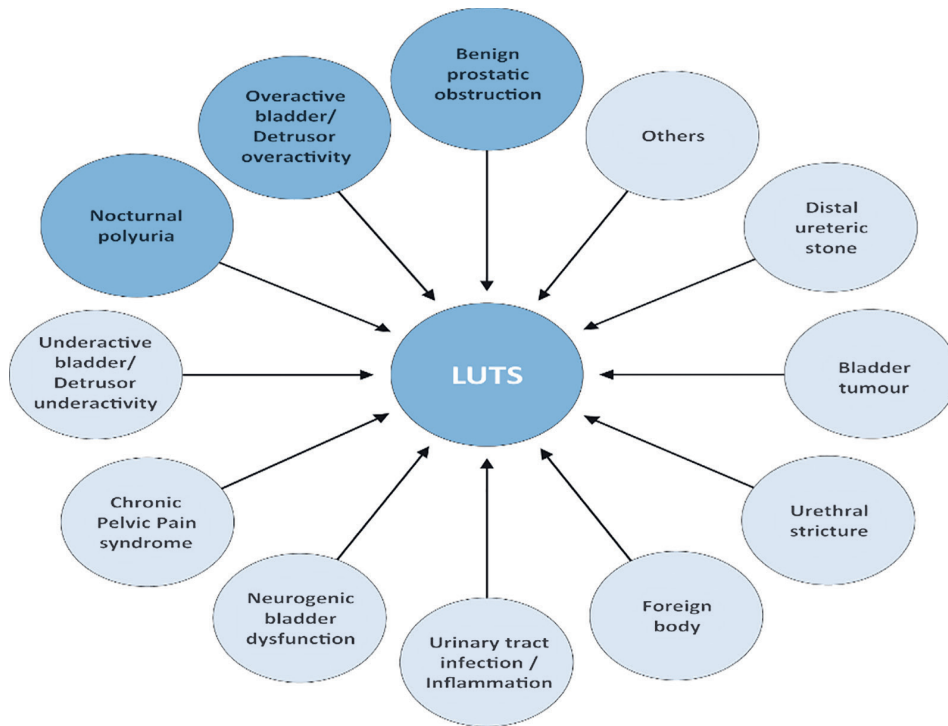 Benign
prostatic
obstruction
Others
Distal
ureteric
stone
Bladder
tumour
Urethral
stricture
Foreign
body
Urinary tract
infection /
Inflammation
Neurogenic
bladder
dysfunction
Chronic
Pelvic Pain
syndrome
Underactive
bladder/
Detrusor
underactivity
Nocturnal
polyuria
Overactive
bladder/
Detrusor
overactivity
LUTS